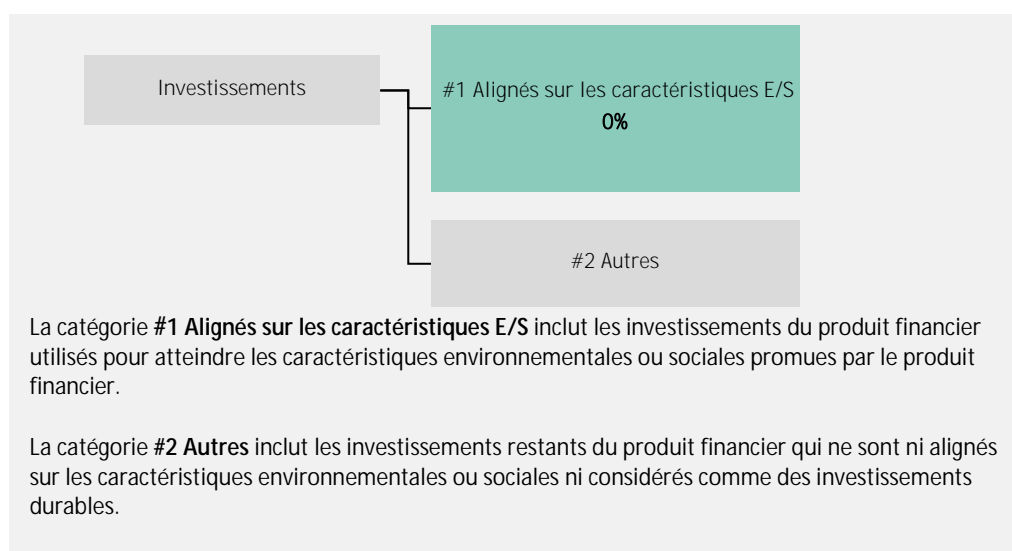 Investissements
#1 Alignés sur les caractéristiques E/S
0%
#2 Autres
La catégorie #1 Alignés sur les caractéristiques E/S inclut les investissements du produit financier
utilisés pour atteindre les caractéristiques environnementales ou sociales promues par le produit
financier.
La catégorie #2 Autres inclut les investissements restants du produit financier qui ne sont ni alignés
sur les caractéristiques environnementales ou sociales ni considérés comme des investissements
durables.